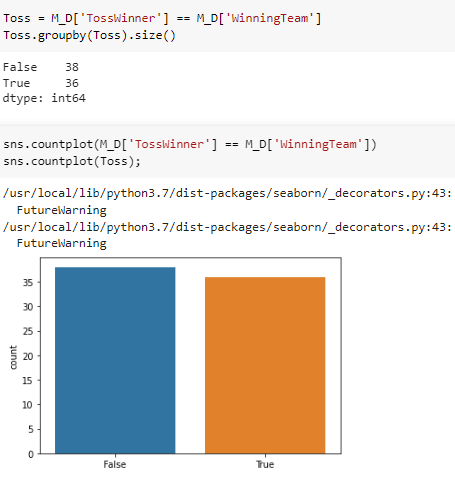 Toss = M_D['TossWinner'] == M_D['WinningTeam']
Toss.groupby(Toss).size()
False    38
True     36
dtype: int64
sns.countplot(M_D['TossWinner'] == M_D['WinningTeam'])
sns.countplot(Toss);
/usr/local/lib/python3.7/dist-packages/seaborn/_decorators.py:43:
  FutureWarning
/usr/local/lib/python3.7/dist-packages/seaborn/_decorators.py:43:
  FutureWarning
35
30
25
20
15
10
5
0
count
False
True